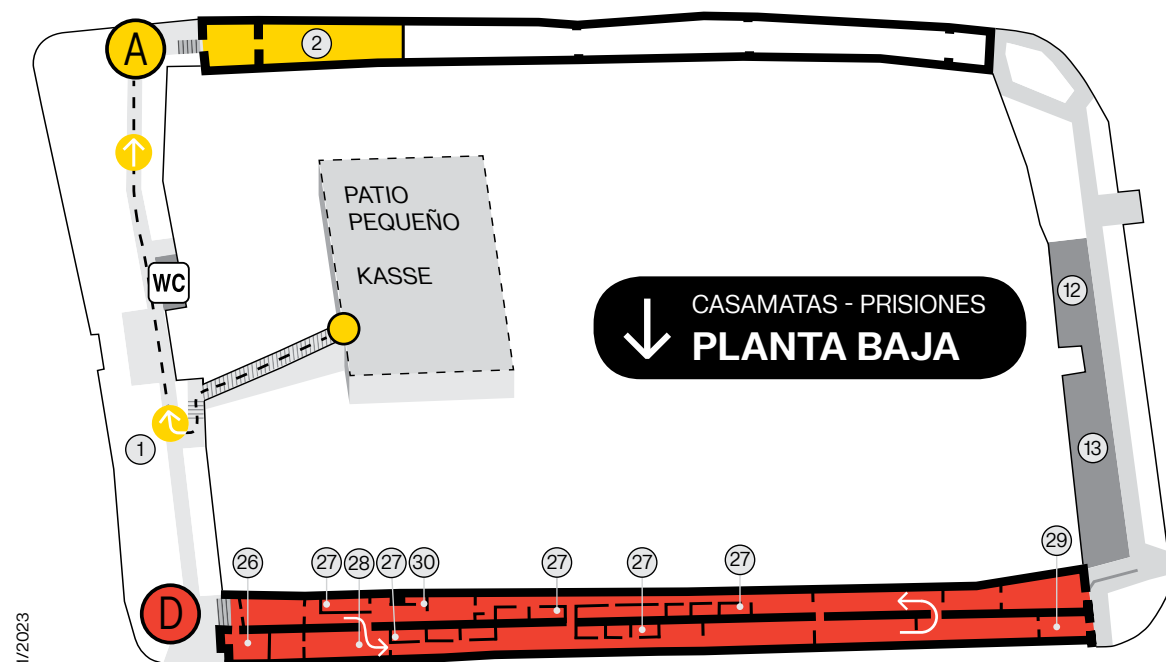 A
2
PATIO
PEQUEÑO
KASSE
WC
CASAMATAS - PRISIONES
PLANTA BAJA
12
13
1
26
27
28
27
30
27
27
27
29
D
1/2023